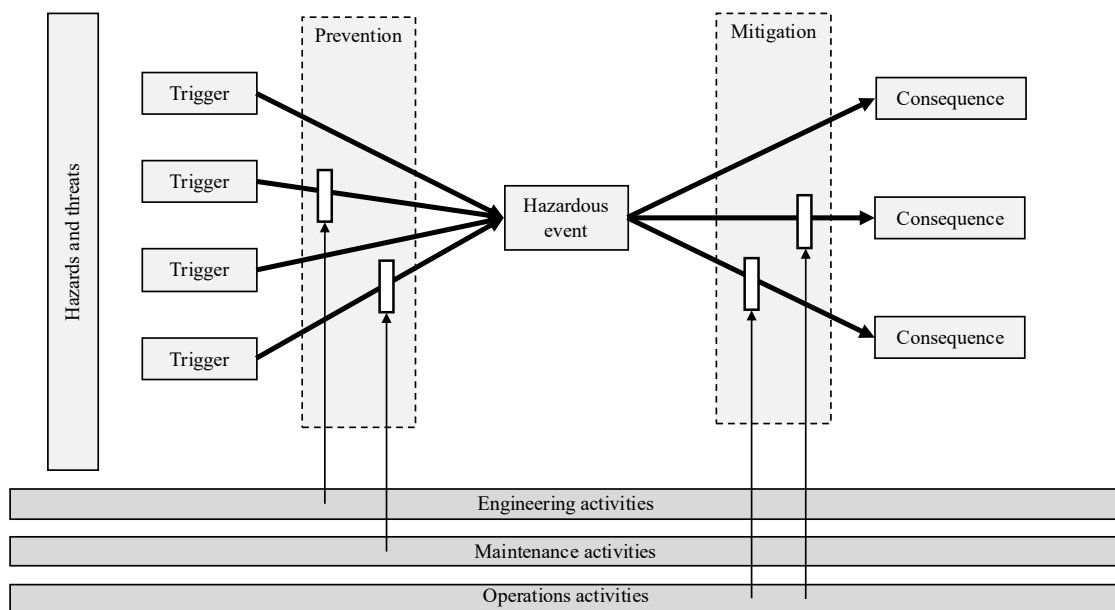 Prevention
Mitigation
Hazards and threats
Trigger
Trigger
Trigger
Trigger
Hazardous
event
Consequence
Consequence
Consequence
Engineering activities
Maintenance activities
Operations activities